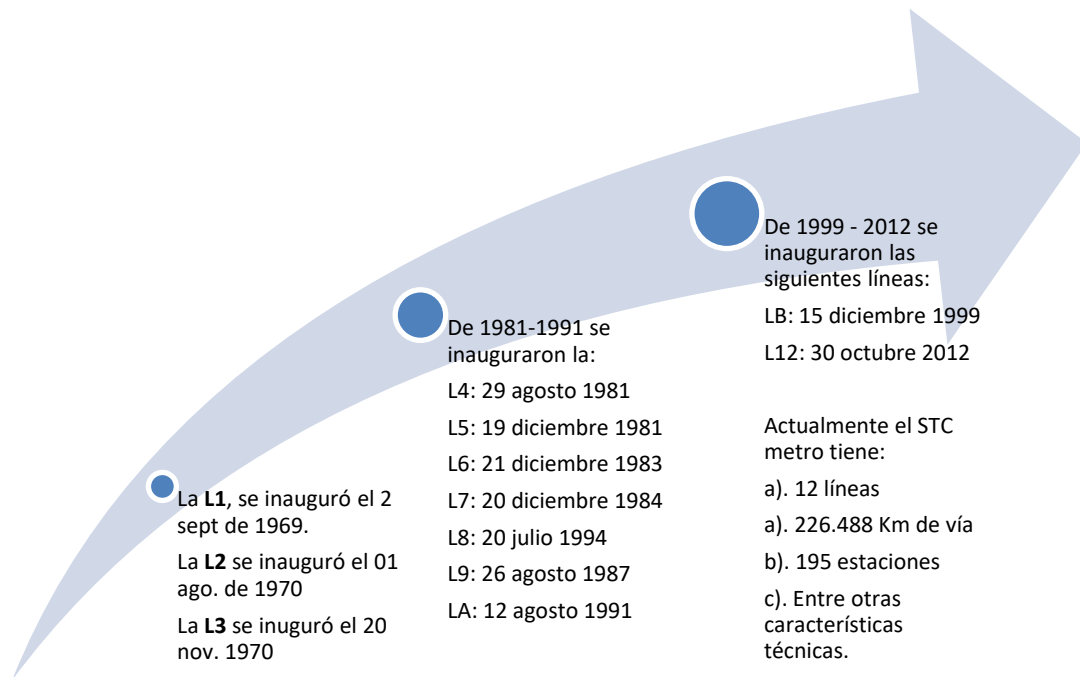 La L1, se inauguró el 2
sept de 1969.
La L2 se inauguró el 01
ago. de 1970
La L3 se inuguró el 20
nov. 1970
De 1981-1991 se
inauguraron la:
L4: 29 agosto 1981
L5: 19 diciembre 1981
L6: 21 diciembre 1983
L7: 20 diciembre 1984
L8: 20 julio 1994
L9: 26 agosto 1987
LA: 12 agosto 1991
De 1999 - 2012 se
inauguraron las
siguientes líneas:
LB: 15 diciembre 1999
L12: 30 octubre 2012
Actualmente el STC
metro tiene:
a). 12 líneas
a). 226.488 Km de vía
b). 195 estaciones
c). Entre otras
características
técnicas.